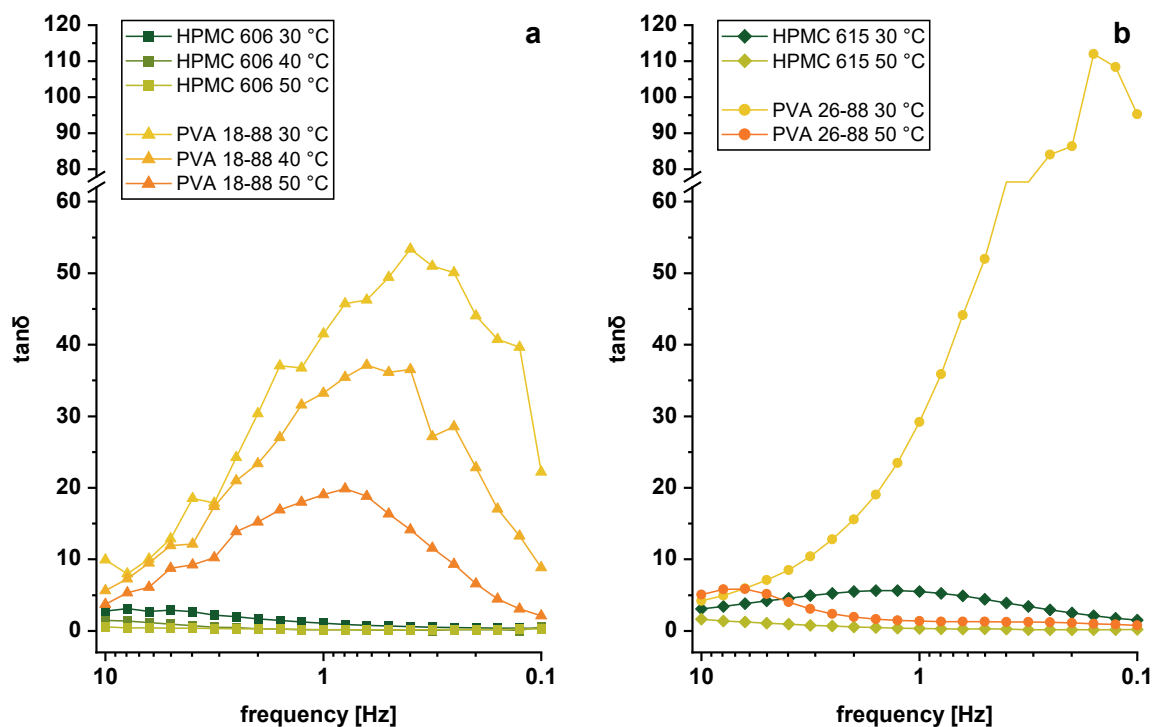 a
HPMC 606 30 °C
HPMC 606 40 °C
HPMC 606 50 °C
PVA 18-88 30 °C
PVA 18-88 40 °C
PVA 18-88 50 °C
120
110
100
90
80
60
50
40
30
20
10
0
tanδ
10
1
0.1
frequency [Hz]
b
HPMC 615 30 °C
HPMC 615 50 °C
PVA 26-88 30 °C
PVA 26-88 50 °C
120
110
100
90
80
60
50
40
30
20
10
0
tanδ
10
1
0.1
frequency [Hz]